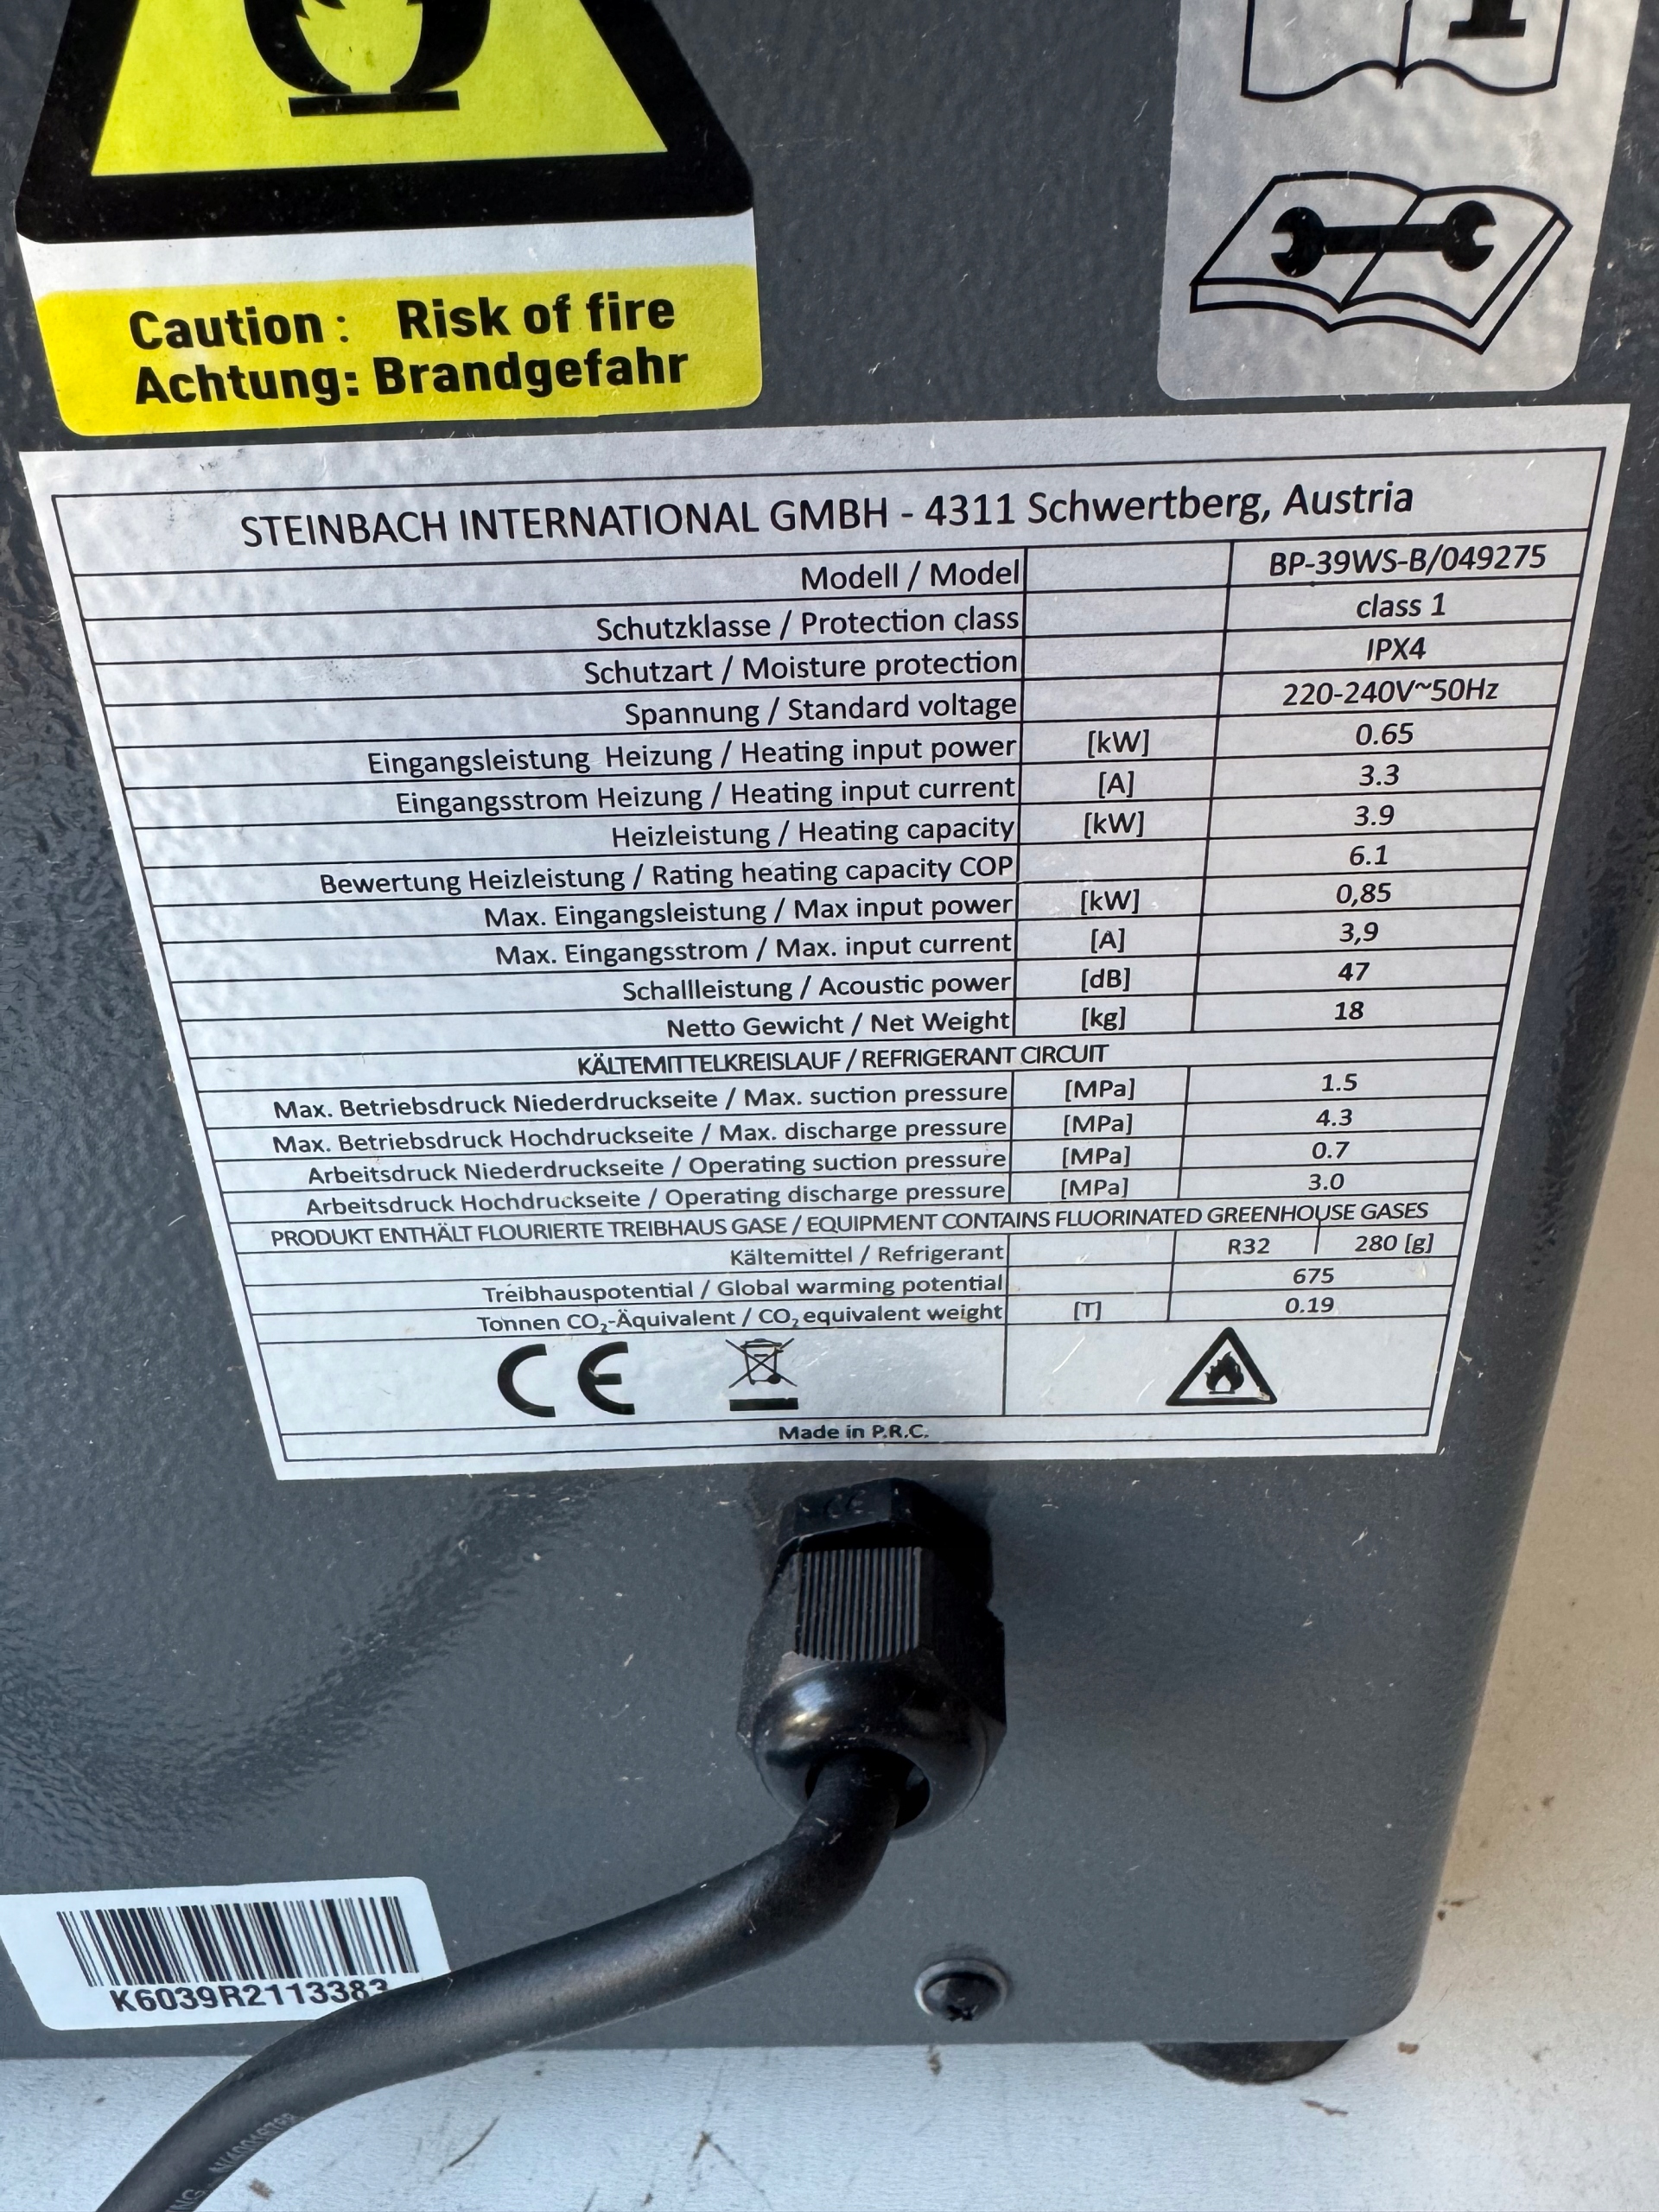 Caution: Risk of fire
Achtung: Brandgefahr
STEINBACH INTERNATIONAL GMBH - 4311 Schwertberg, Austria
Modell / Model BP-39WS-B/049275
Schutzklasse / Protection class class 1
Schutzart / Moisture protection IPX4
Spannung / Standard voltage 220-240V~50Hz
Eingangsleistung Heizung / Heating input power [kW] 0.65
Eingangsstrom Heizung / Heating input current [A] 3.3
Heizleistung / Heating capacity [kW] 3.9
Bewertung Heizleistung / Rating heating capacity COP 6.1
Max. Eingangsleistung / Max input power [kW] 0,85
Max. Eingangsstrom / Max. input current [A] 3,9
Schallleistung / Acoustic power [dB] 47
Netto Gewicht / Net Weight [kg] 18
KÄLTEMITTELKREISLAUF / REFRIGERANT CIRCUIT
Max. Betriebsdruck Niederdruckseite / Max. suction pressure [MPa] 1.5
Max. Betriebsdruck Hochdruckseite / Max. discharge pressure [MPa] 4.3
Arbeitsdruck Niederdruckseite / Operating suction pressure [MPa] 0.7
Arbeitsdruck Hochdruckseite / Operating discharge pressure [MPa] 3.0
PRODUKT ENTHÄLT FLOURIERTE TREIBHAUS GASE / EQUIPMENT CONTAINS FLUORINATED GREENHOUSE GASES
Kältemittel / Refrigerant R32 280 [g]
Treibhauspotential / Global warming potential 675
Tonnen CO₂-Äquivalent / CO₂ equivalent weight [T] 0.19
CE
Made in P.R.C.
CE
K6039R2113383